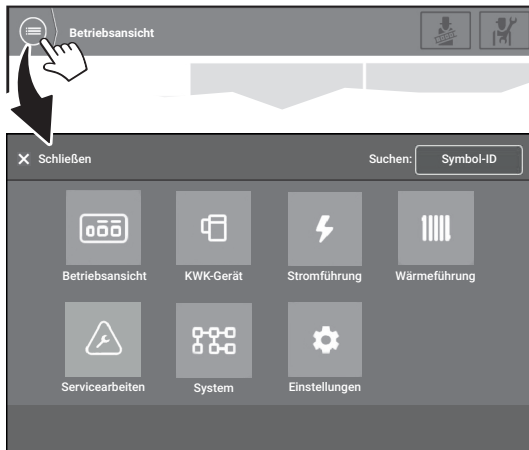 Betriebsansicht
Schließen
Suchen: Symbol-ID
Betriebsansicht KWK-Gerät Stromführung Wärmeführung
Servicearbeiten System Einstellungen